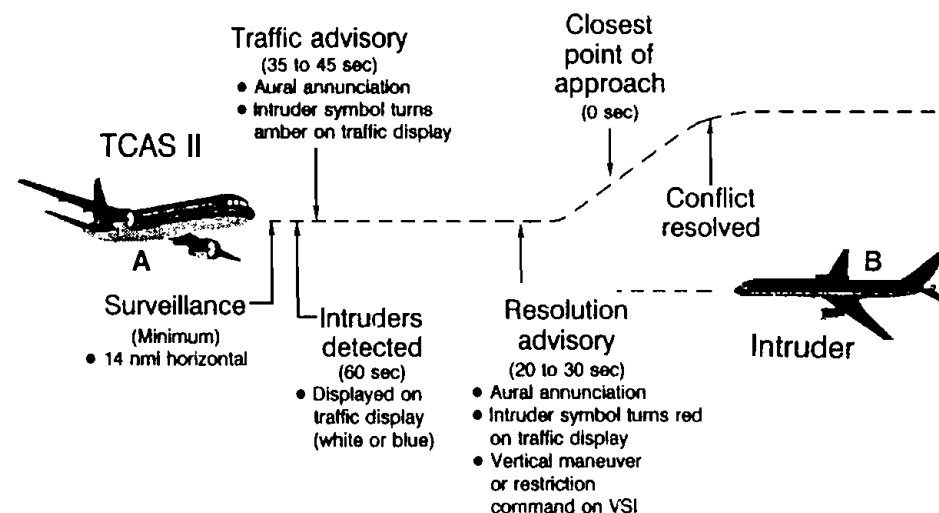 Traffic advisory
(35 to 45 sec)
● Aural annunciation
● Intruder symbol turns
amber on traffic display
Closest
point of
approach
(0 sec)
TCAS II
A
Surveillance
(Minimum)
● 14 nmi horizontal
Intruders
detected
(60 sec)
● Displayed on
traffic display
(white or blue)
Resolution
advisory
(20 to 30 sec)
● Aural annunciation
● Intruder symbol turns red
on traffic display
● Vertical maneuver
or restriction
command on VSI
Conflict
resolved
B
Intruder